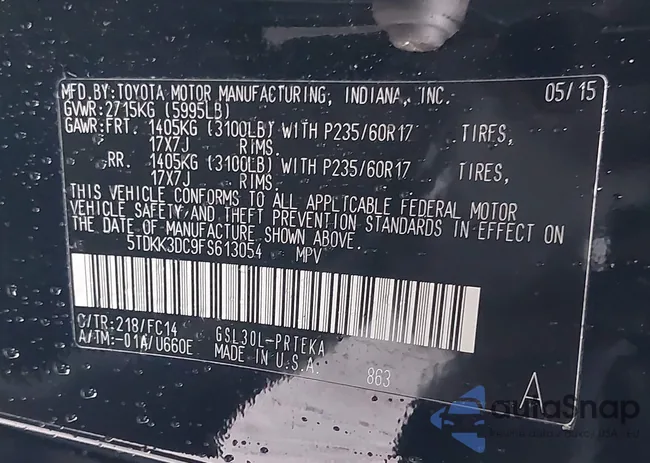 MFD.BY:TOYOTA MOTOR MANUFACTURING, INDIANA, INC. 05/15
GVWR:2715KG (5995LB)
GAWR:FRT. 1405KG (3100LB) WITH P235/60R17 TIRES,
17X7J RIMS.
RR. 1405KG (3100LB) WITH P235/60R17 TIRES,
17X7J RIMS.
THIS VEHICLE CONFORMS TO ALL APPLICABLE FEDERAL MOTOR
VEHICLE SAFETY AND THEFT PREVENTION STANDARDS IN EFFECT ON
THE DATE OF MANUFACTURE SHOWN ABOVE.
5TDKK3DC9FS613054 MPV
C/TR:218/FC14 GSL30L-PRTEKA
A/TM:-01A/U660E MADE IN U.S.A. 863 A
autoSnap